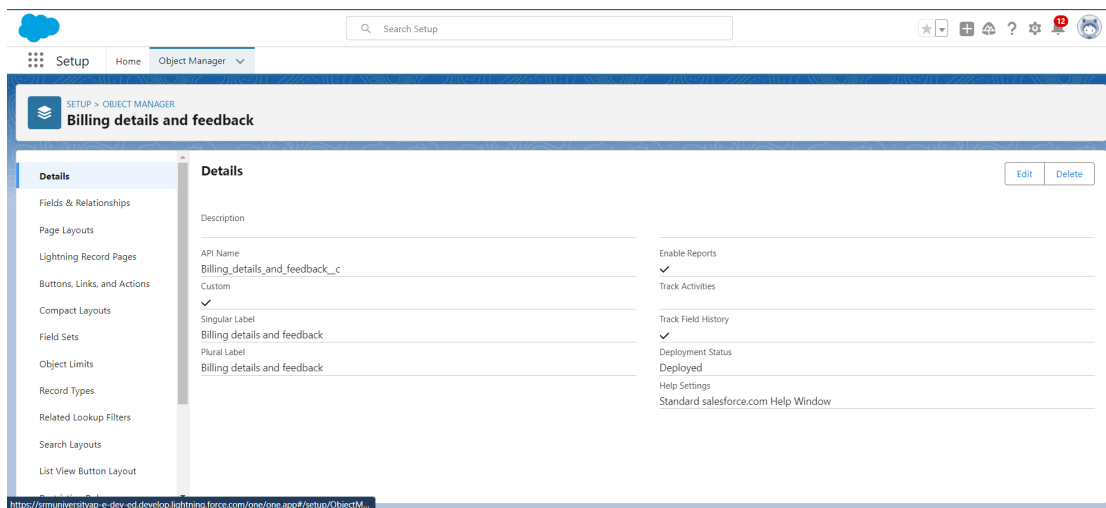 Search Setup
12
Setup
Home
Object Manager
SETUP > OBJECT MANAGER
Billing details and feedback
Details
Fields & Relationships
Page Layouts
Lightning Record Pages
Buttons, Links, and Actions
Compact Layouts
Field Sets
Object Limits
Record Types
Related Lookup Filters
Search Layouts
List View Button Layout
Details
Edit
Delete
Description
API Name
Billing_details_and_feedback__c
Custom
Singular Label
Billing details and feedback
Plural Label
Billing details and feedback
Enable Reports
Track Activities
Track Field History
Deployment Status
Deployed
Help Settings
Standard salesforce.com Help Window
https://srmuniversityap-e-dev-ed.develop.lightning.force.com/one/one.app#/setup/ObjectM...